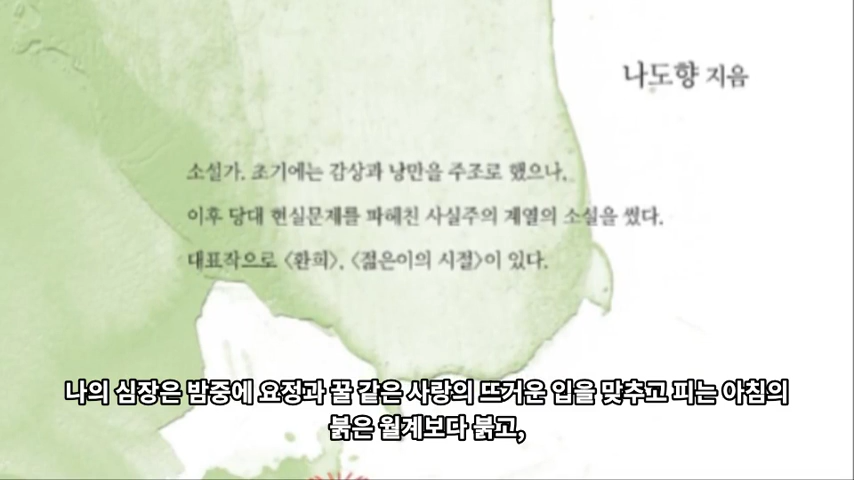 나도향 지음
소설가. 초기에는 감상과 낭만을 주조로 했으나,
이후 당대 현실문제를 파헤친 사실주의 계열의 소설을 썼다.
대표작으로 〈환희〉, 〈젊은이의 시절〉이 있다.
나의 심장은 밤중에 요정과 꿀 같은 사랑의 뜨거운 입을 맞추고 피는 아침의
붉은 월계보다 붉고,